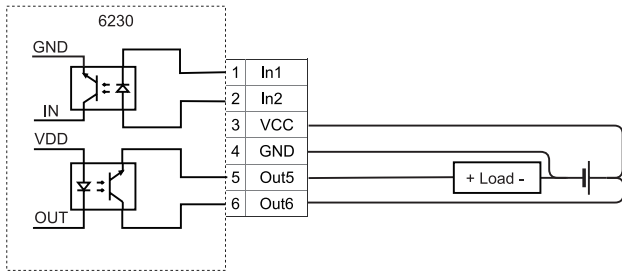 6230
GND
IN
VDD
OUT
1 In1
2 In2
3 VCC
4 GND
5 Out5
6 Out6
+ Load -